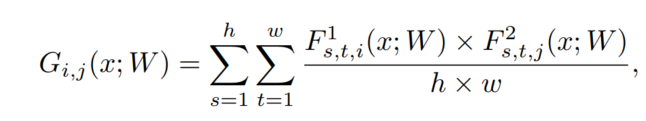 G_{i,j}(x;W) = \sum_{s=1}^{h} \sum_{t=1}^{w} \frac{F^1_{s,t,i}(x;W) \times F^2_{s,t,j}(x;W)}{h \times w},